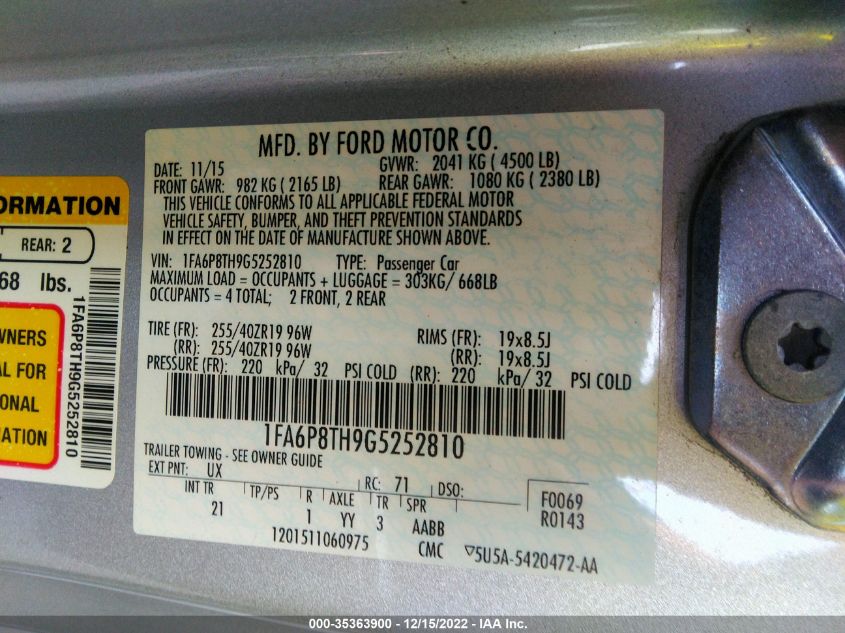 MFD. BY FORD MOTOR CO.
DATE: 11/15 GVWR: 2041 KG ( 4500 LB)
FRONT GAWR: 982 KG ( 2165 LB) REAR GAWR: 1080 KG ( 2380 LB)
THIS VEHICLE CONFORMS TO ALL APPLICABLE FEDERAL MOTOR
VEHICLE SAFETY, BUMPER, AND THEFT PREVENTION STANDARDS
IN EFFECT ON THE DATE OF MANUFACTURE SHOWN ABOVE.
VIN: 1FA6P8TH9G5252810 TYPE: Passenger Car
MAXIMUM LOAD = OCCUPANTS + LUGGAGE = 303KG/ 668LB
OCCUPANTS = 4 TOTAL; 2 FRONT, 2 REAR
TIRE (FR): 255/40ZR19 96W RIMS (FR): 19x8.5J
(RR): 255/40ZR19 96W (RR): 19x8.5J
PRESSURE (FR): 220 kPa/ 32 PSI COLD (RR): 220 kPa/ 32 PSI COLD
1FA6P8TH9G5252810
TRAILER TOWING - SEE OWNER GUIDE
EXT PNT: UX RC: 71 DSO: F0069
INT TR TP/PS R AXLE TR SPR R0143
21 1 YY 3 AABB
1201511060975 CMC 5U5A-5420472-AA
ORMATION
REAR: 2
68 lbs.
1FA6P8TH9G5252810
WNERS
AL FOR
ONAL
ATION
000-35363900 - 12/15/2022 - IAA Inc.